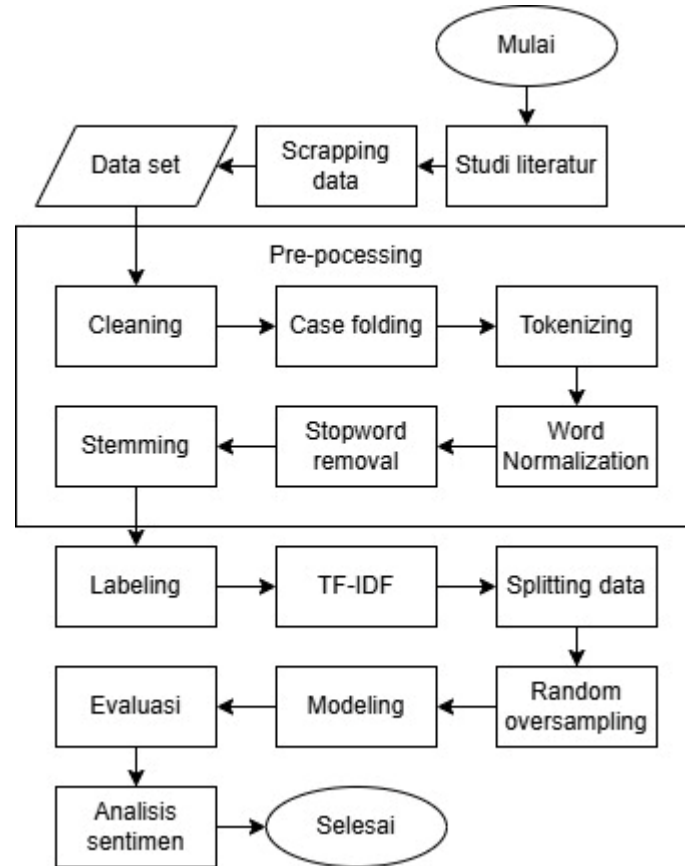 Mulai
Studi literatur
Scrapping
data
Data set
Pre-pocessing
Cleaning
Case folding
Tokenizing
Word
Normalization
Stopword
removal
Stemming
Labeling
TF-IDF
Splitting data
Random
oversampling
Modeling
Evaluasi
Analisis
sentimen
Selesai